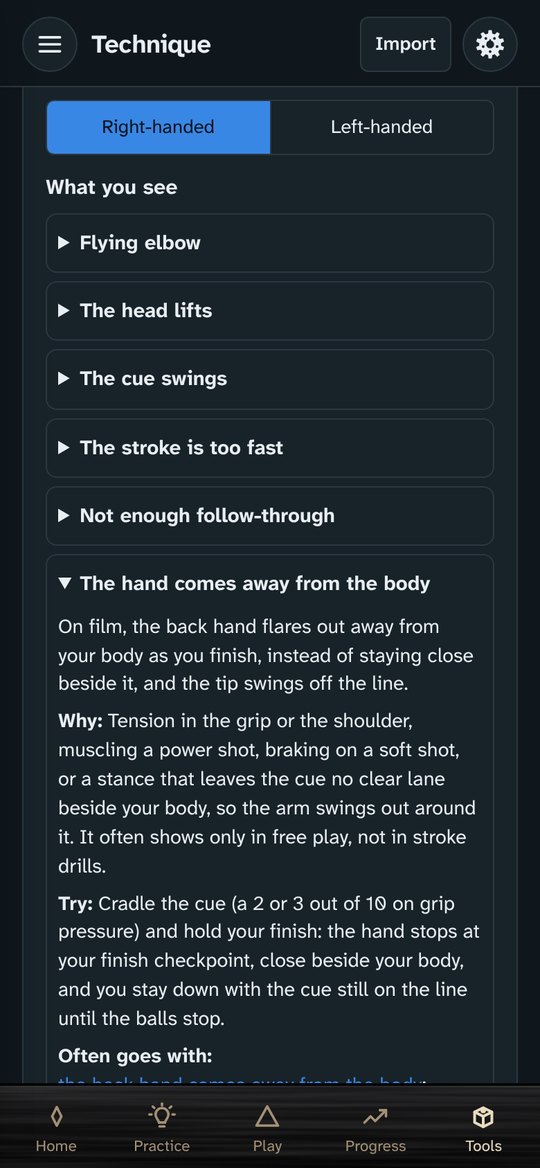 Technique
Import
Right-handed
Left-handed
What you see
Flying elbow
The head lifts
The cue swings
The stroke is too fast
Not enough follow-through
The hand comes away from the body
On film, the back hand flares out away from
your body as you finish, instead of staying close
beside it, and the tip swings off the line.
Why: Tension in the grip or the shoulder,
muscling a power shot, braking on a soft shot,
or a stance that leaves the cue no clear lane
beside your body, so the arm swings out around
it. It often shows only in free play, not in stroke
drills.
Try: Cradle the cue (a 2 or 3 out of 10 on grip
pressure) and hold your finish: the hand stops at
your finish checkpoint, close beside your body,
and you stay down with the cue still on the line
until the balls stop.
Often goes with:
the back hand comes away from the body:
Home
Practice
Play
Progress
Tools